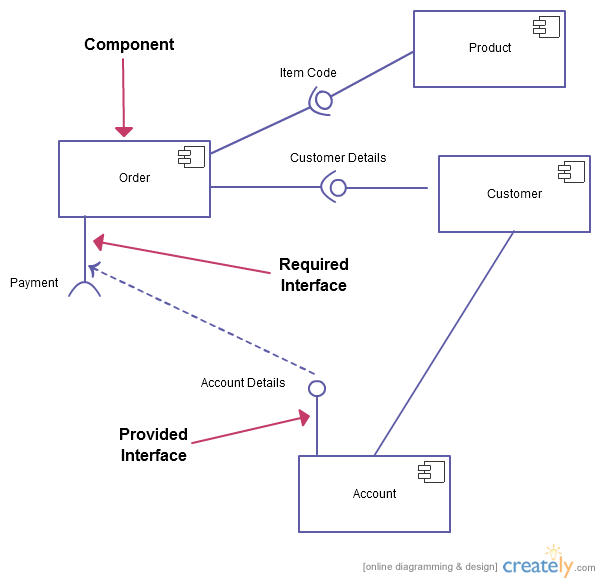 Product
Component
Item Code
Customer Details
Order
Customer
Required
Interface
Payment
Account Details
Provided
Interface
Account
[online diagramming & design] creately.com